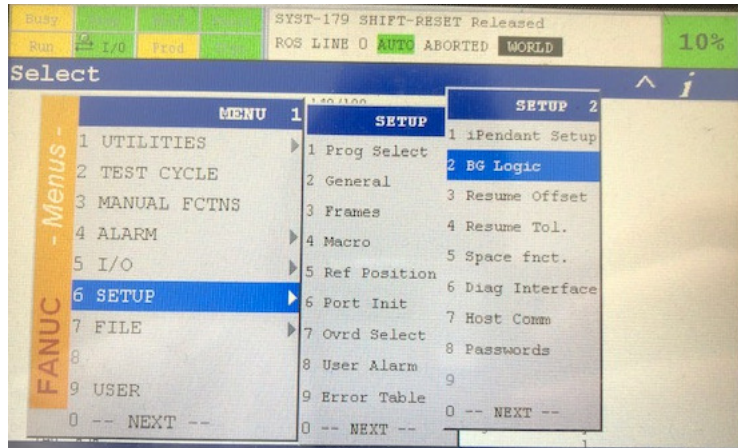 Busy
SYST-179 SHIFT-RESET Released
Run I/O Prod
ROS LINE 0 AUTO ABORTED WORLD
10%
Select
i
FANUC - Menus -
MENU 1
1 UTILITIES
2 TEST CYCLE
3 MANUAL FCTNS
4 ALARM
5 I/O
6 SETUP
7 FILE
8
9 USER
0 -- NEXT --
140/100
SETUP
1 Prog Select
2 General
3 Frames
4 Macro
5 Ref Position
6 Port Init
7 Ovrd Select
8 User Alarm
9 Error Table
0 -- NEXT --
SETUP 2
1 iPendant Setup
2 BG Logic
3 Resume Offset
4 Resume Tol.
5 Space fnct.
6 Diag Interface
7 Host Comm
8 Passwords
9
0 -- NEXT --
1